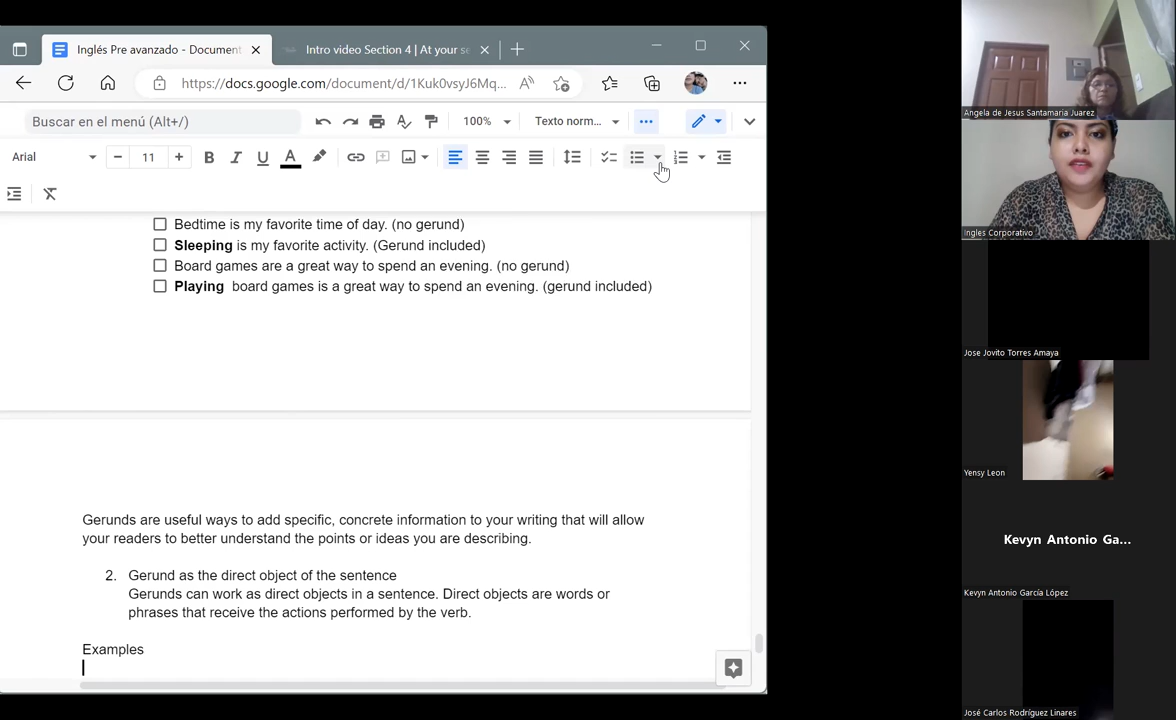 Inglés Pre avanzado - Document
Intro video Section 4 | At your se
https://docs.google.com/document/d/1Kuk0vsyJ6Mq...
Buscar en el menú (Alt+/)
100%
Texto norm...
Arial
11
Bedtime is my favorite time of day. (no gerund)
Sleeping is my favorite activity. (Gerund included)
Board games are a great way to spend an evening. (no gerund)
Playing board games is a great way to spend an evening. (gerund included)
Gerunds are useful ways to add specific, concrete information to your writing that will allow
your readers to better understand the points or ideas you are describing.
2. Gerund as the direct object of the sentence
Gerunds can work as direct objects in a sentence. Direct objects are words or
phrases that receive the actions performed by the verb.
Examples
Angela de Jesus Santamaria Juarez
Ingles Corporativo
Jose Jovito Torres Amaya
Yensy Leon
Kevyn Antonio Ga...
Kevyn Antonio García López
José Carlos Rodríguez Linares